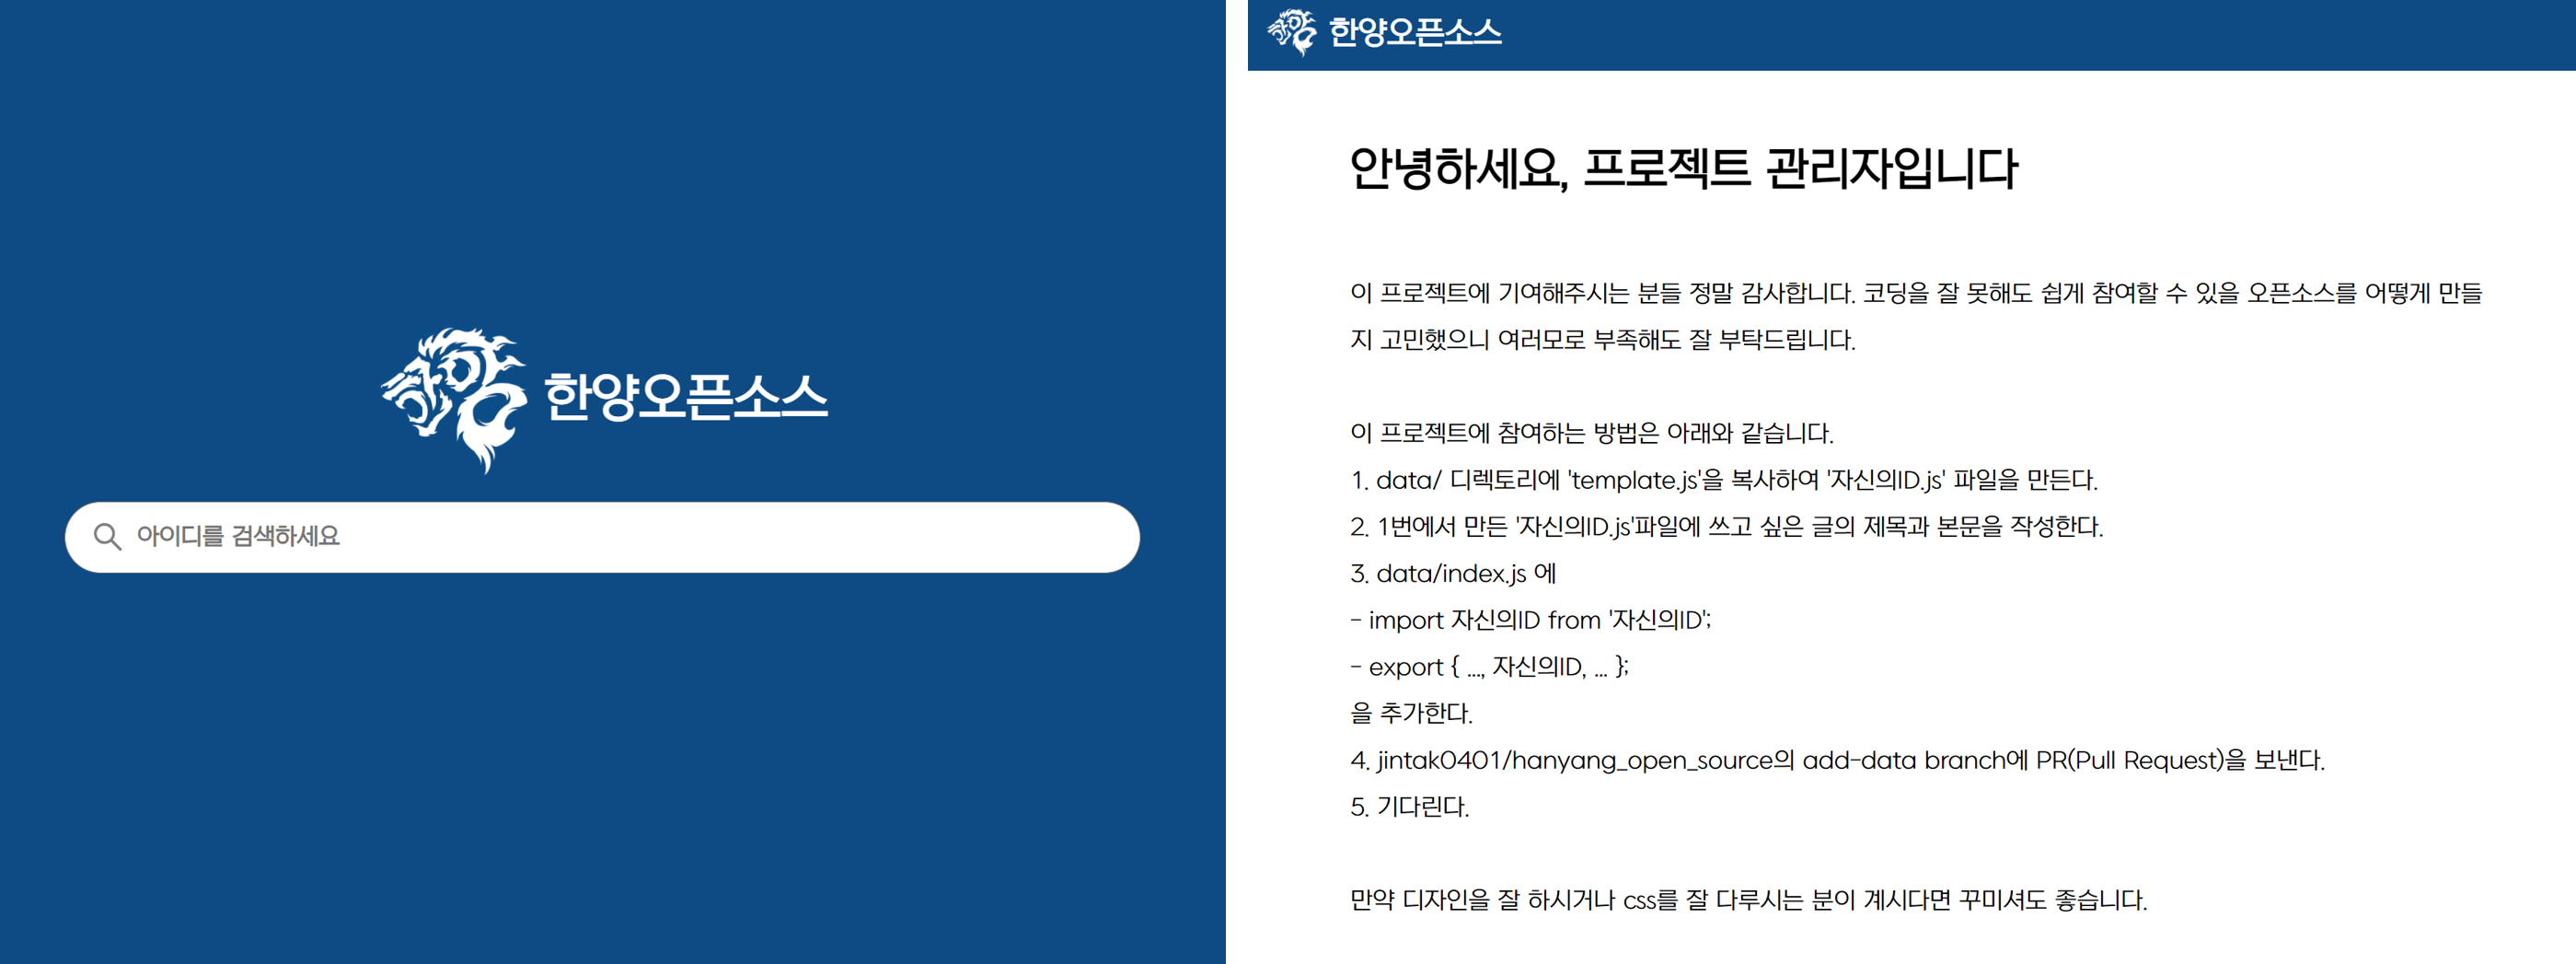 한양오픈소스
아이디를 검색하세요
한양오픈소스
안녕하세요, 프로젝트 관리자입니다
이 프로젝트에 기여해주시는 분들 정말 감사합니다. 코딩을 잘 못해도 쉽게 참여할 수 있을 오픈소스를 어떻게 만들
지 고민했으니 여러모로 부족해도 잘 부탁드립니다.
이 프로젝트에 참여하는 방법은 아래와 같습니다.
1. data/ 디렉토리에 'template.js'을 복사하여 '자신의ID.js' 파일을 만든다.
2. 1번에서 만든 '자신의ID.js'파일에 쓰고 싶은 글의 제목과 본문을 작성한다.
3. data/index.js 에
- import 자신의ID from '자신의ID';
- export { ..., 자신의ID, ... };
을 추가한다.
4. jintak0401/hanyang_open_source의 add-data branch에 PR(Pull Request)을 보낸다.
5. 기다린다.
만약 디자인을 잘 하시거나 css를 잘 다루시는 분이 계시다면 꾸미셔도 좋습니다.